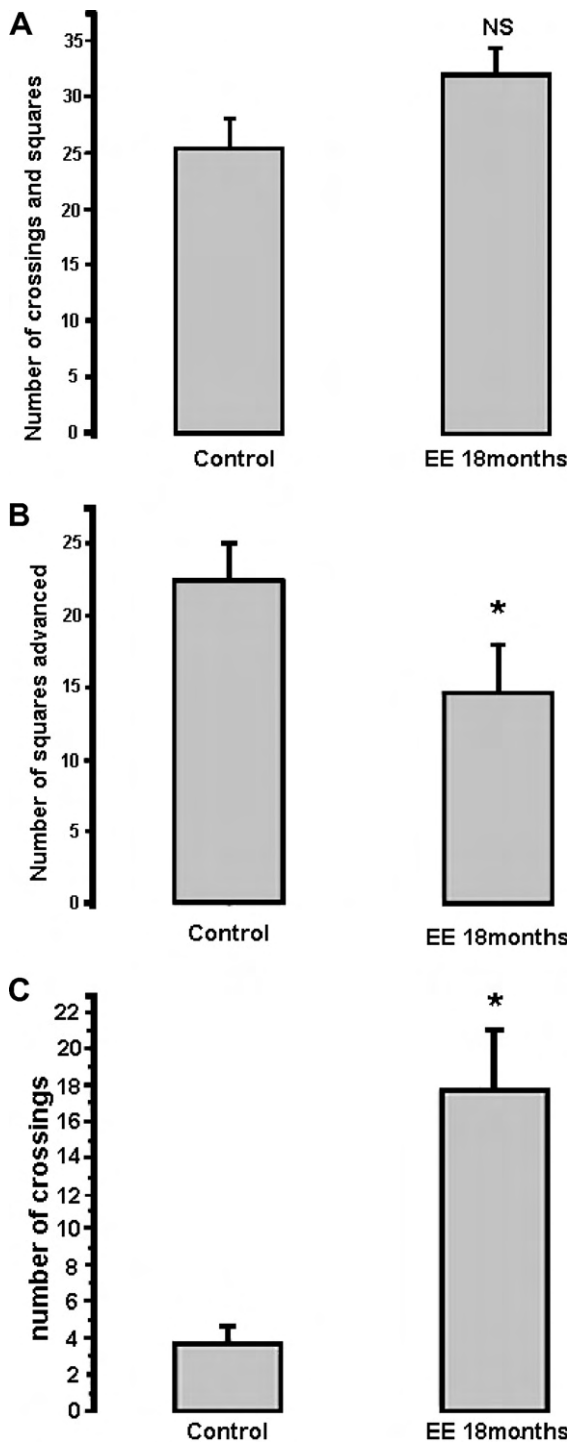 A
Number of crossings and squares
35
30
25
20
15
10
5
0
NS
Control
EE 18months
B
Number of squares advanced
25
20
15
10
5
0
*
Control
EE 18months
C
number of crossings
22
20
18
16
14
12
10
8
6
4
2
0
*
Control
EE 18months